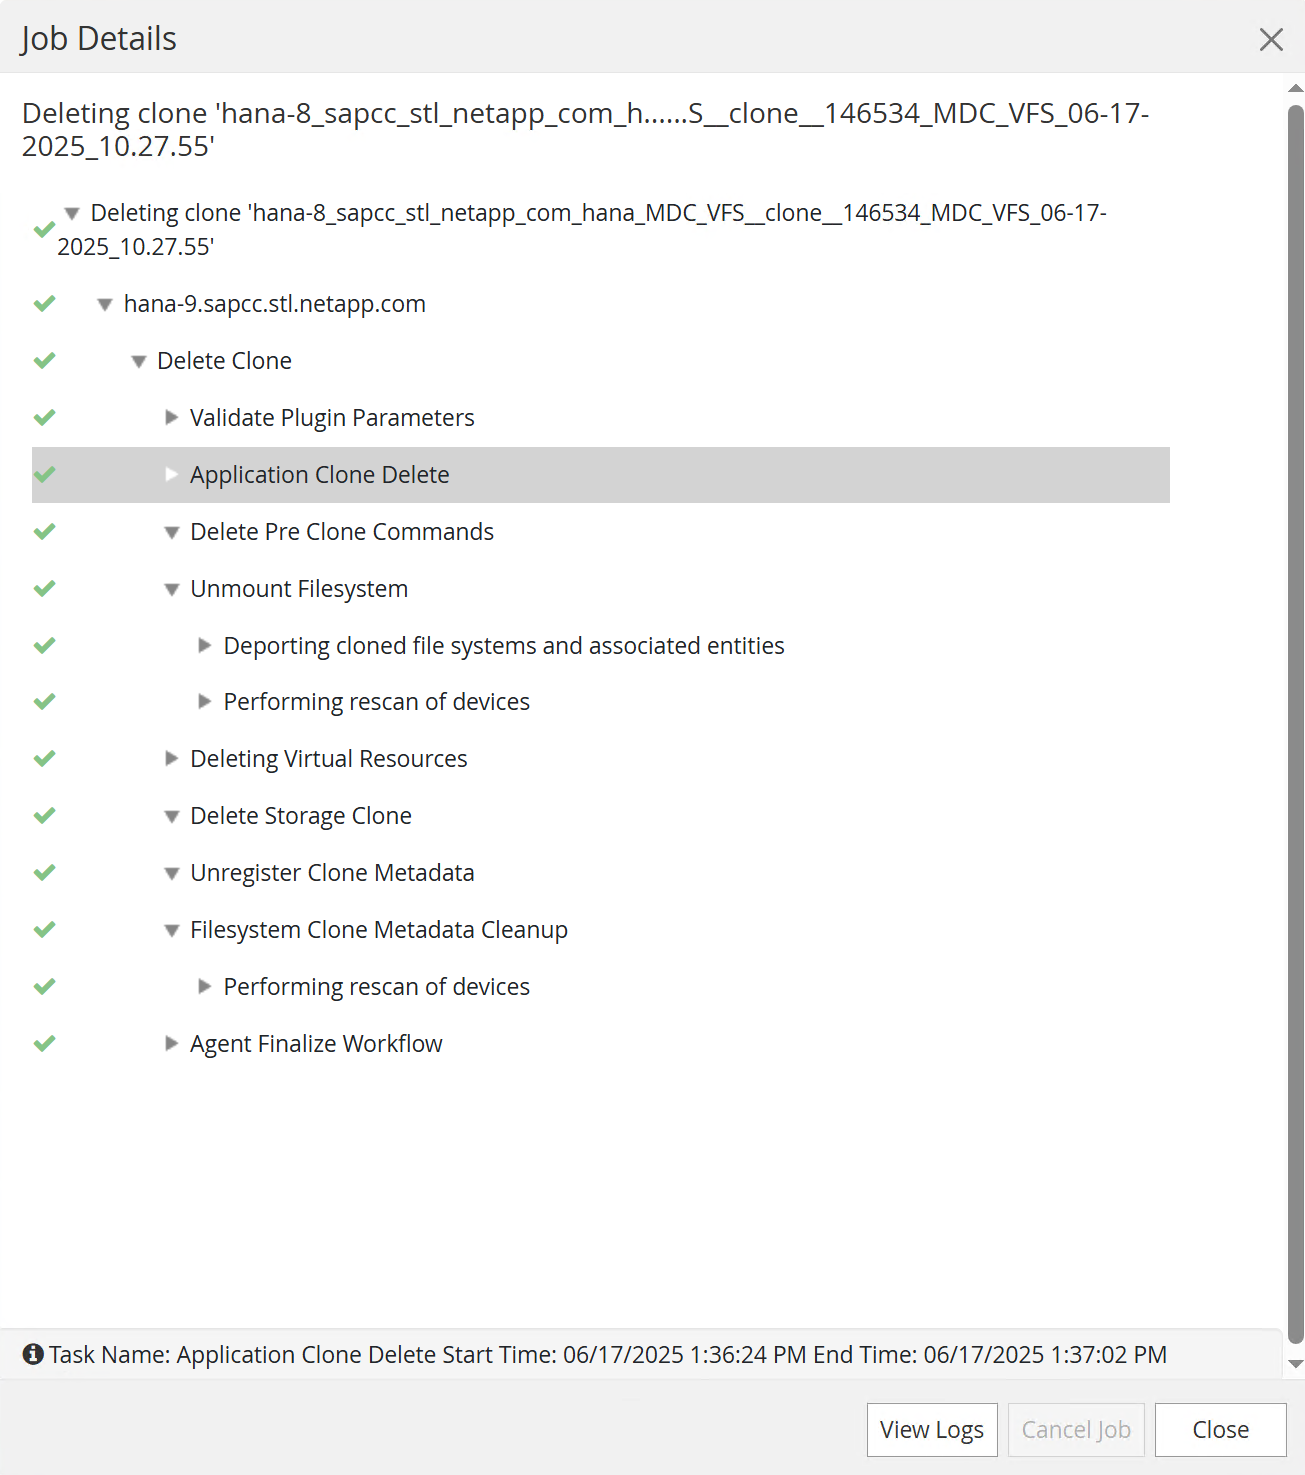 Job Details
Deleting clone 'hana-8_sapcc_stl_netapp_com_h......S__clone__146534_MDC_VFS_06-17-
2025_10.27.55'
Deleting clone 'hana-8_sapcc_stl_netapp_com_hana_MDC_VFS__clone__146534_MDC_VFS_06-17-
2025_10.27.55'
hana-9.sapcc.stl.netapp.com
Delete Clone
Validate Plugin Parameters
Application Clone Delete
Delete Pre Clone Commands
Unmount Filesystem
Deporting cloned file systems and associated entities
Performing rescan of devices
Deleting Virtual Resources
Delete Storage Clone
Unregister Clone Metadata
Filesystem Clone Metadata Cleanup
Performing rescan of devices
Agent Finalize Workflow
Task Name: Application Clone Delete Start Time: 06/17/2025 1:36:24 PM End Time: 06/17/2025 1:37:02 PM
View Logs Cancel Job Close